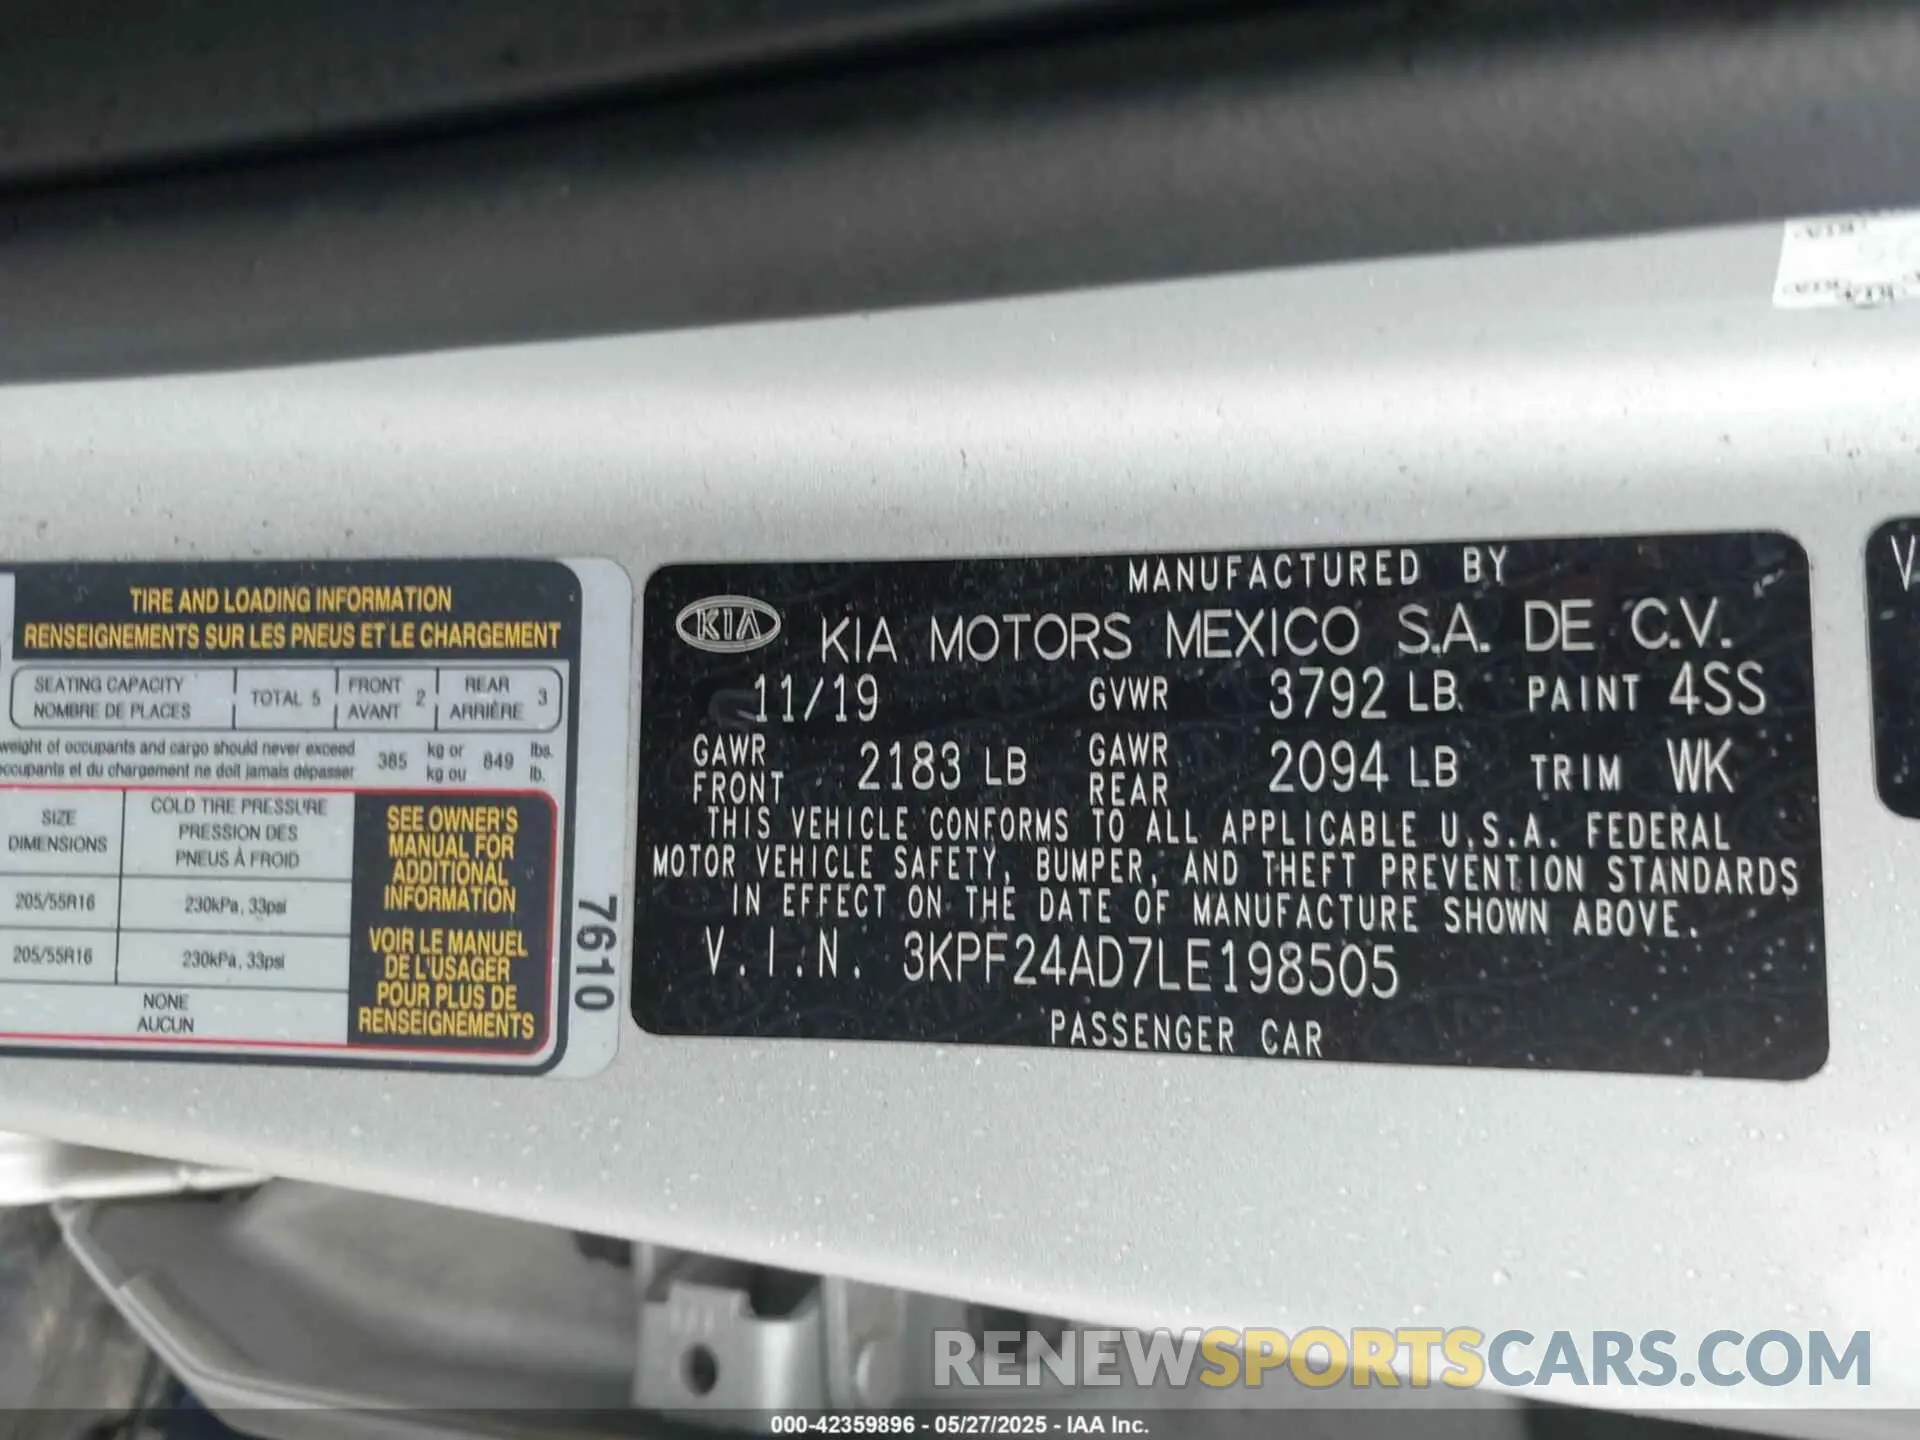 TIRE AND LOADING INFORMATION
RENSEIGNEMENTS SUR LES PNEUS ET LE CHARGEMENT
SEATING CAPACITY
NOMBRE DE PLACES
TOTAL 5
FRONT
AVANT
2
REAR
ARRIÈRE
3
weight of occupants and cargo should never exceed
occupants et du chargement ne doit jamais dépasser
385
kg or
kg ou
849
lbs.
lb.
SIZE
DIMENSIONS
COLD TIRE PRESSURE
PRESSION DES
PNEUS À FROID
205/55R16
230kPa, 33psi
205/55R16
230kPa, 33psi
NONE
AUCUN
SEE OWNER'S
MANUAL FOR
ADDITIONAL
INFORMATION
VOIR LE MANUEL
DE L'USAGER
POUR PLUS DE
RENSEIGNEMENTS
7610
MANUFACTURED BY
KIA KIA MOTORS MEXICO S.A. DE C.V.
11/19 GVWR 3792 LB PAINT 4SS
GAWR
FRONT
2183 LB
GAWR
REAR
2094 LB TRIM WK
THIS VEHICLE CONFORMS TO ALL APPLICABLE U.S.A. FEDERAL
MOTOR VEHICLE SAFETY, BUMPER, AND THEFT PREVENTION STANDARDS
IN EFFECT ON THE DATE OF MANUFACTURE SHOWN ABOVE.
V.I.N. 3KPF24AD7LE198505
PASSENGER CAR
V
KIA
KIA
KIA
RENEWSPORTSCARS.COM
000-42359896 - 05/27/2025 - IAA Inc.